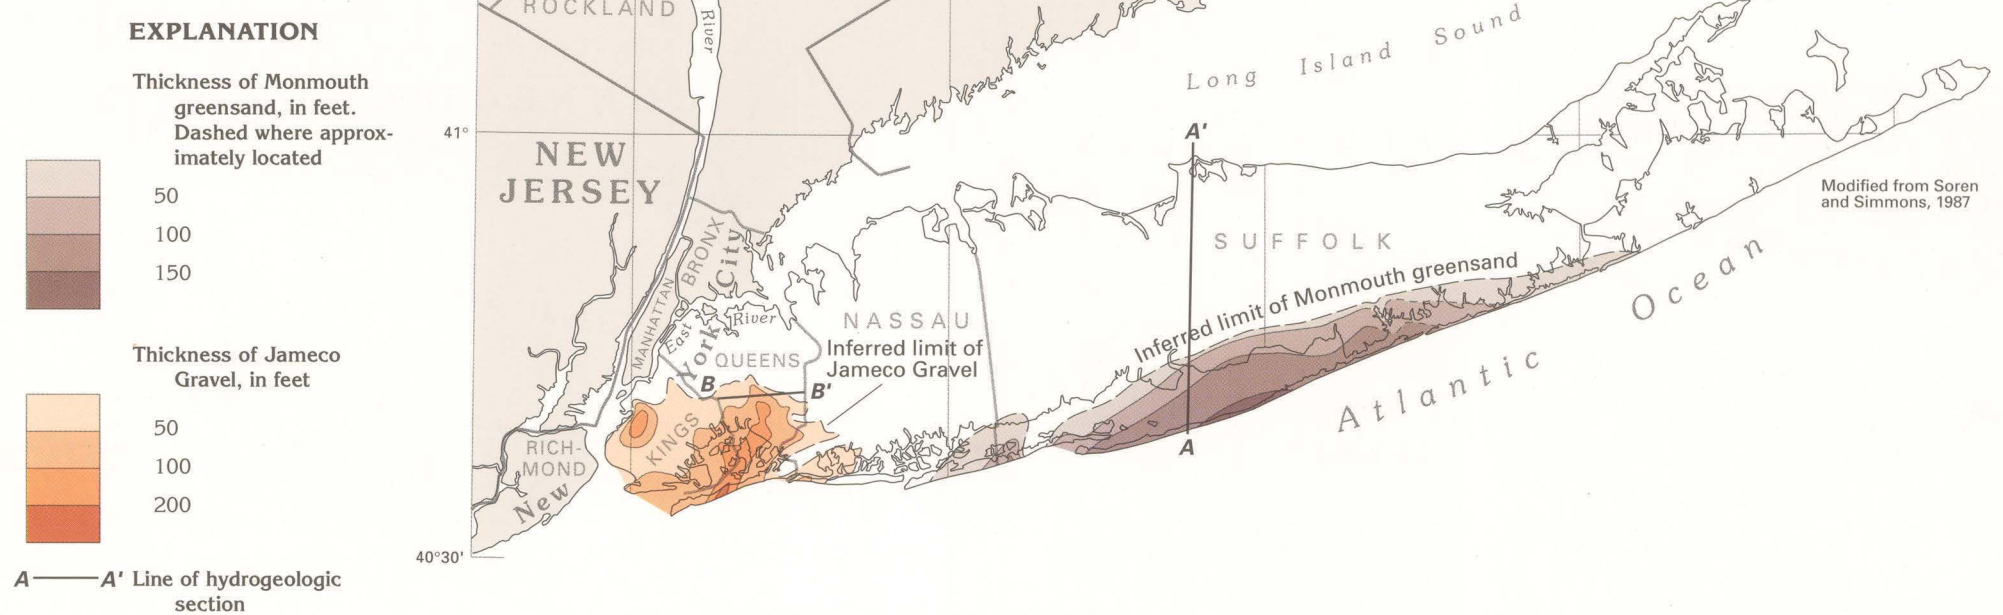 EXPLANATION
Thickness of Monmouth
greensand, in feet.
Dashed where approx-
imately located
50
100
150
Thickness of Jameco
Gravel, in feet
50
100
200
A A' Line of hydrogeologic
section
ROCKLAND
River
Long Island Sound
41°
NEW
JERSEY
A'
Modified from Soren
and Simmons, 1987
BRONX
City
MANHATTAN
SUFFOLK
Inferred limit of Monmouth greensand
Ocean
Atlantic
East
River
York
QUEENS
NASSAU
Inferred limit of
Jameco Gravel
B
B'
KINGS
RICH-
MOND
New
A
40°30'